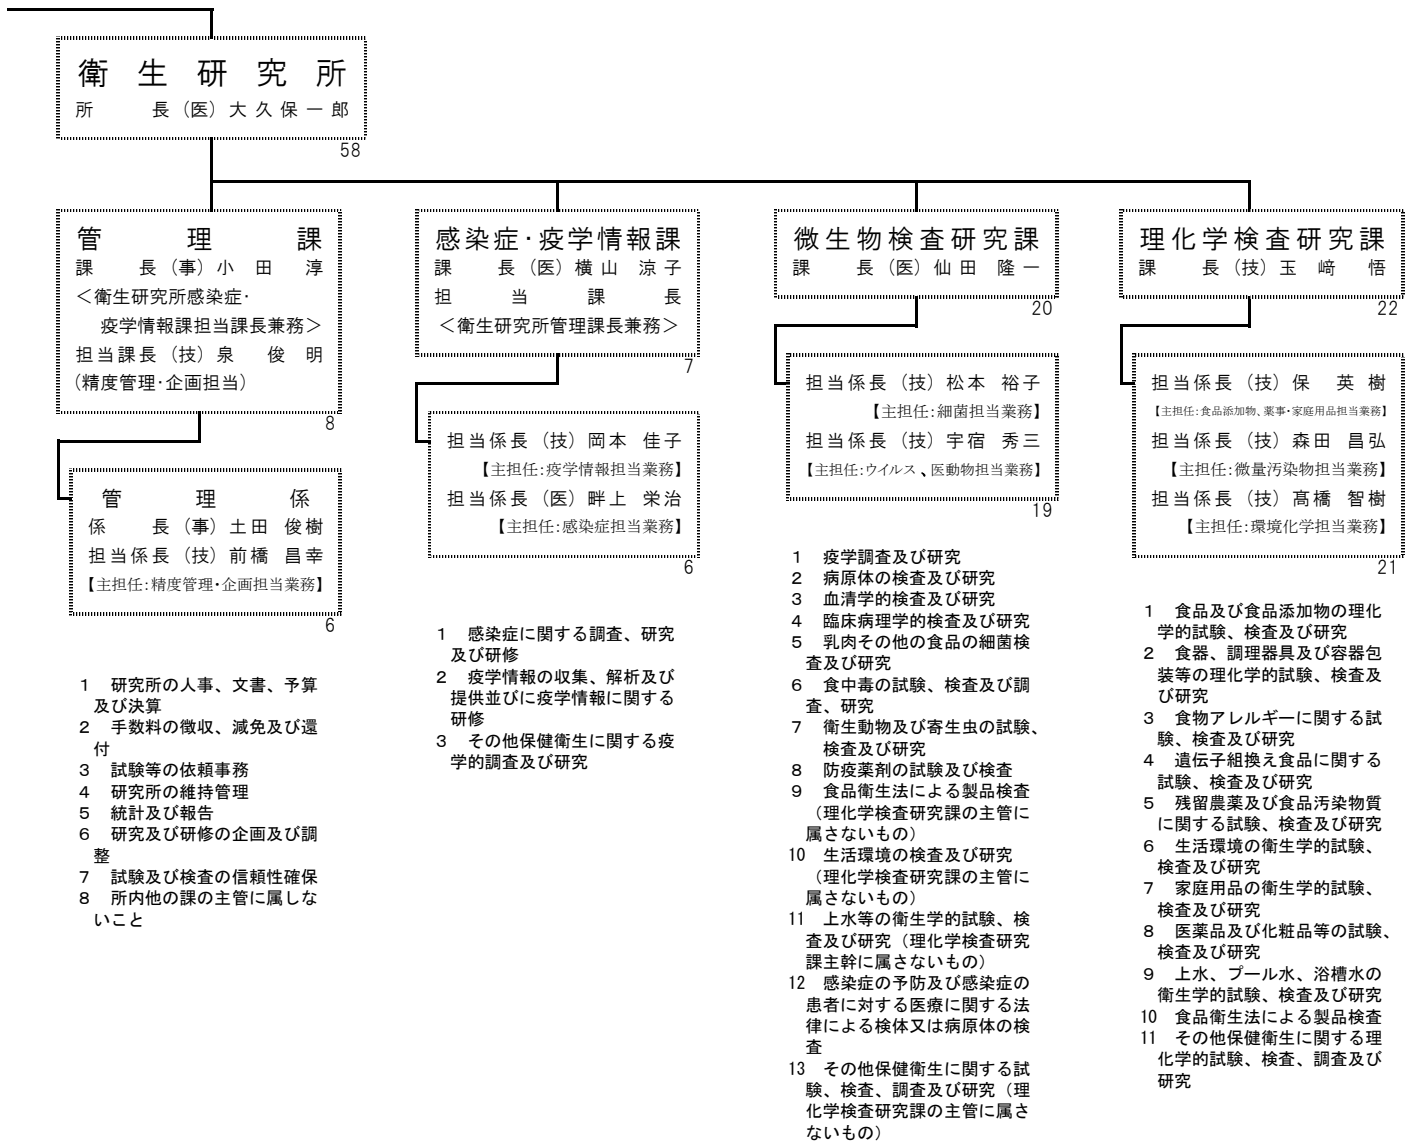 衛生研究所
所長（医）大久保一郎
58
管理課
課長（事）小田淳
＜衛生研究所感染症・
疫学情報課担当課長兼務＞
担当課長（技）泉俊明
（精度管理・企画担当）
8
管理係
係長（事）土田俊樹
担当係長（技）前橋昌幸
【主担任：精度管理・企画担当業務】
6
1 研究所の人事、文書、予算
及び決算
2 手数料の徴収、減免及び還
付
3 試験等の依頼事務
4 研究所の維持管理
5 統計及び報告
6 研究及び研修の企画及び調
整
7 試験及び検査の信頼性確保
8 所内他の課の主管に属しな
いこと
感染症・疫学情報課
課長（医）横山涼子
担当課長
＜衛生研究所管理課長兼務＞
7
担当係長（技）岡本佳子
【主担任：疫学情報担当業務】
担当係長（医）畔上栄治
【主担任：感染症担当業務】
6
1 感染症に関する調査、研究
及び研修
2 疫学情報の収集、解析及び
提供並びに疫学情報に関する
研修
3 その他保健衛生に関する疫
学的調査及び研究
微生物検査研究課
課長（医）仙田隆一
20
担当係長（技）松本裕子
【主担任：細菌担当業務】
担当係長（技）宇宿秀三
【主担任：ウイルス、医動物担当業務】
19
1 疫学調査及び研究
2 病原体の検査及び研究
3 血清学的検査及び研究
4 臨床病理学的検査及び研究
5 乳肉その他の食品の細菌検
査及び研究
6 食中毒の試験、検査及び調
査、研究
7 衛生動物及び寄生虫の試験、
検査及び研究
8 防疫薬剤の試験及び検査
9 食品衛生法による製品検査
（理化学検査研究課の主管に
属さないもの）
10 生活環境の検査及び研究
（理化学検査研究課の主管に
属さないもの）
11 上水等の衛生学的試験、検
査及び研究（理化学検査研究
課主幹に属さないもの）
12 感染症の予防及び感染症の
患者に対する医療に関する法
律による検体又は病原体の検
査
13 その他保健衛生に関する試
験、検査、調査及び研究（理
化学検査研究課の主管に属さ
ないもの）
理化学検査研究課
課長（技）玉﨑悟
22
担当係長（技）保英樹
【主担任：食品添加物、薬事・家庭用品担当業務】
担当係長（技）森田昌弘
【主担任：微量汚染物担当業務】
担当係長（技）髙橋智樹
【主担任：環境化学担当業務】
21
1 食品及び食品添加物の理化
学的試験、検査及び研究
2 食器、調理器具及び容器包
装等の理化学的試験、検査及
び研究
3 食物アレルギーに関する試
験、検査及び研究
4 遺伝子組換え食品に関する
試験、検査及び研究
5 残留農薬及び食品汚染物質
に関する試験、検査及び研究
6 生活環境の衛生学的試験、
検査及び研究
7 家庭用品の衛生学的試験、
検査及び研究
8 医薬品及び化粧品等の試験、
検査及び研究
9 上水、プール水、浴槽水の
衛生学的試験、検査及び研究
10 食品衛生法による製品検査
11 その他保健衛生に関する理
化学的試験、検査、調査及び
研究